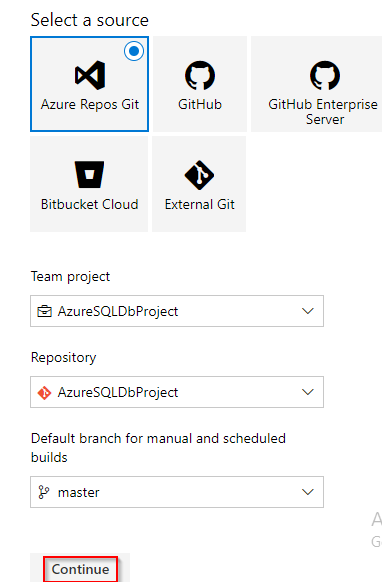 Select a source
Azure Repos Git
GitHub
GitHub Enterprise
Server
Bitbucket Cloud
External Git
Team project
AzureSQLDbProject
Repository
AzureSQLDbProject
Default branch for manual and scheduled
builds
master
Continue